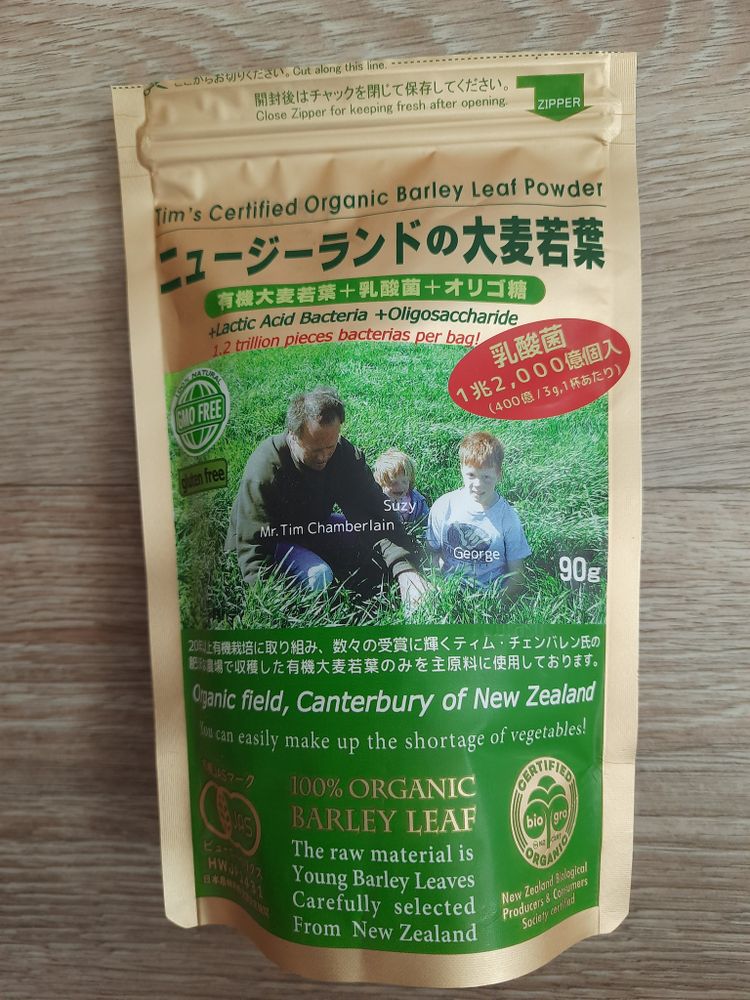 ここからお切りください。Cut along this line.
開封後はチャックを閉じて保存してください。
Close Zipper for keeping fresh after opening.
ZIPPER
Tim's Certified Organic Barley Leaf Powder
ニュージーランドの大麦若葉
有機大麦若葉+乳酸菌+オリゴ糖
+Lactic Acid Bacteria +Oligosaccharide
1.2 trillion pieces bacterias per bag!
乳酸菌
1兆2,000億個入
(400億/3g,1杯あたり)
100% NATURAL
GMO FREE
gluten free
Suzy
Mr.Tim Chamberlain
George
90g
20年以上有機栽培に取り組み、数々の受賞に輝くティム・チェンバレン氏の
農場で収穫した有機大麦若葉のみを主原料に使用しております。
Organic field, Canterbury of New Zealand
You can easily make up the shortage of vegetables!
有機JASマーク
JAS
100% ORGANIC
BARLEY LEAF
The raw material is
Young Barley Leaves
Carefully selected
From New Zealand
CERTIFIED
bio gro
ORGANIC
New Zealand Biological
Producers & Consumers
Society certified